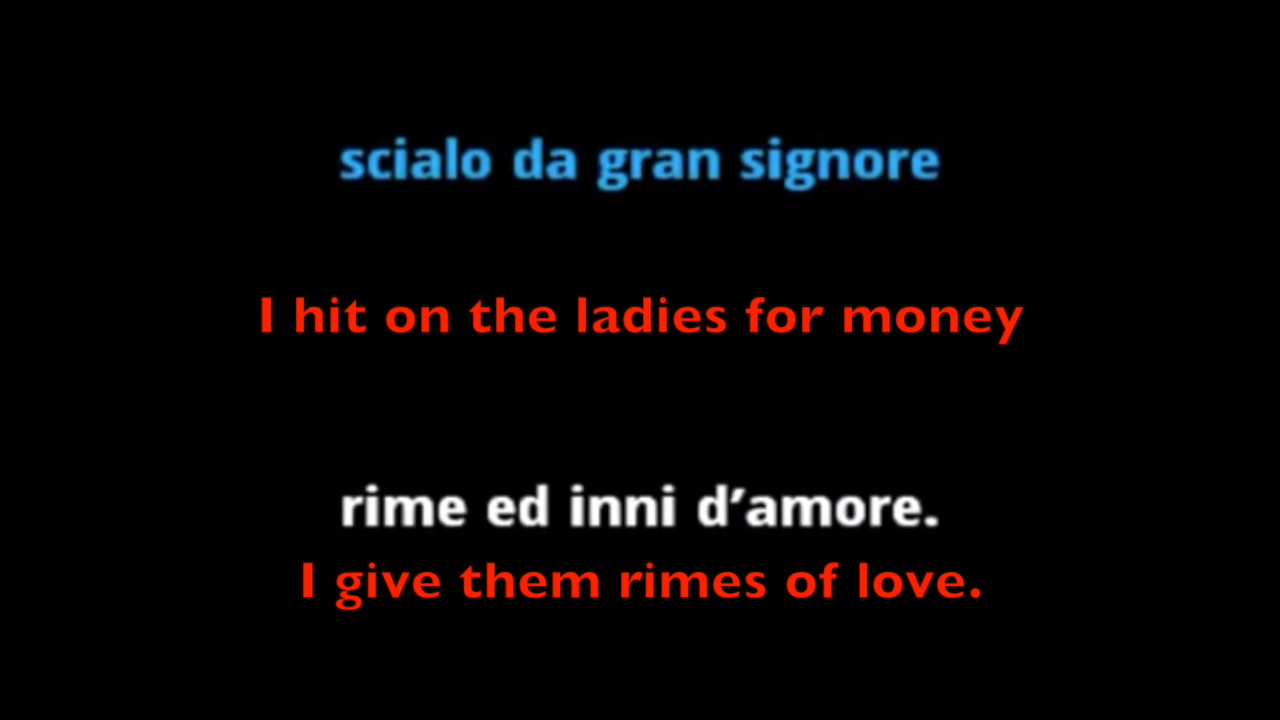 scialo da gran signore
I hit on the ladies for money
rime ed inni d’amore.
I give them rimes of love.